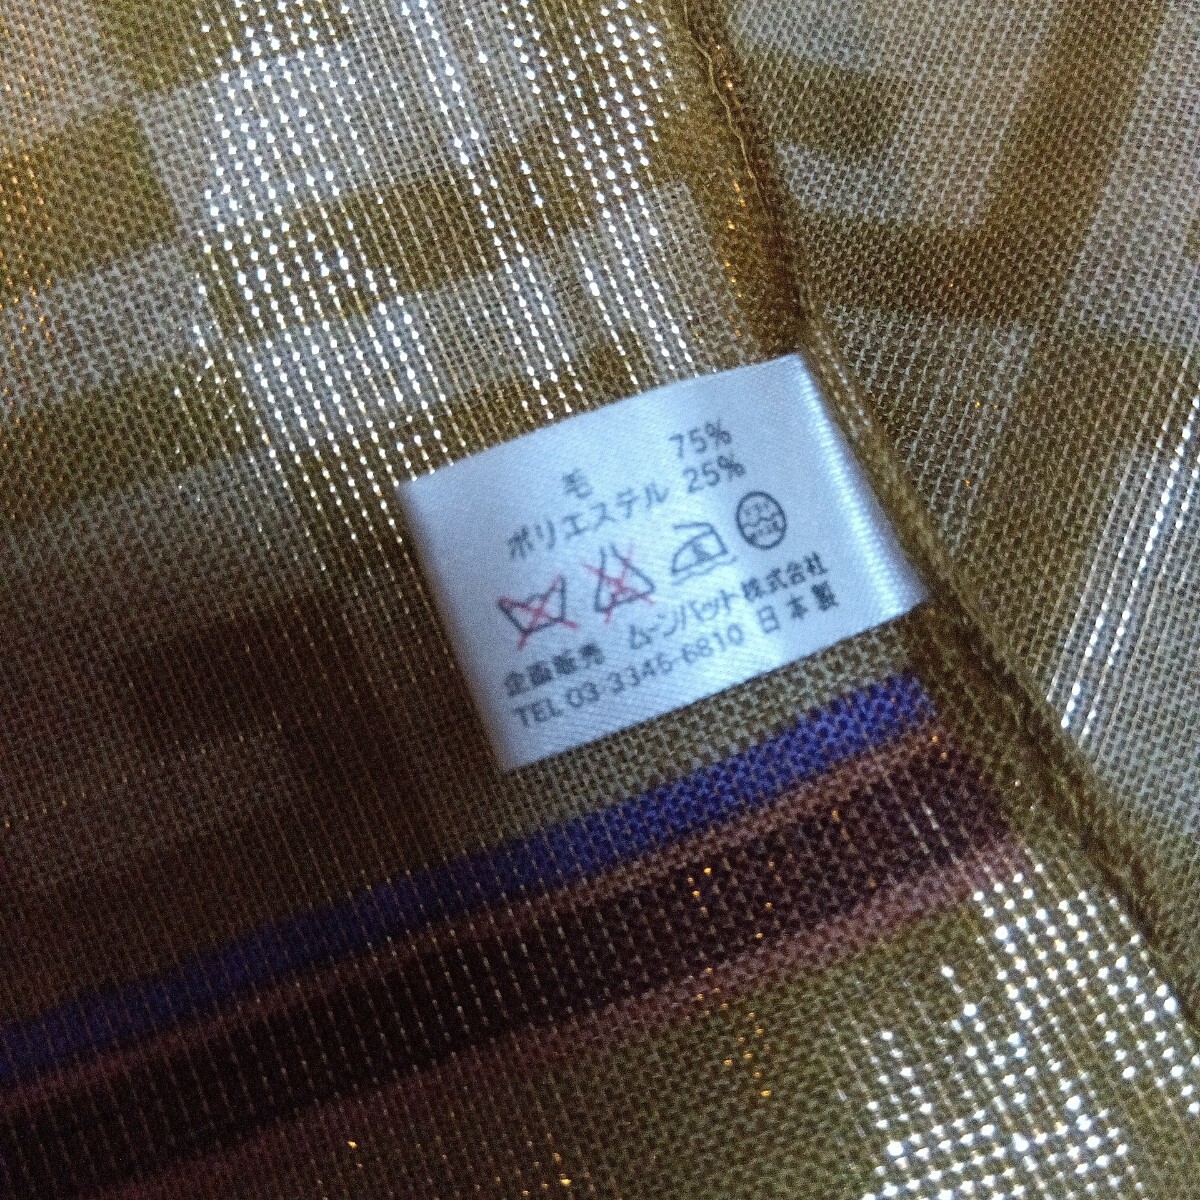 毛 75%
ポリエステル 25%
企画販売 ムーンバット株式会社
TEL 03-3345-6810 日本製